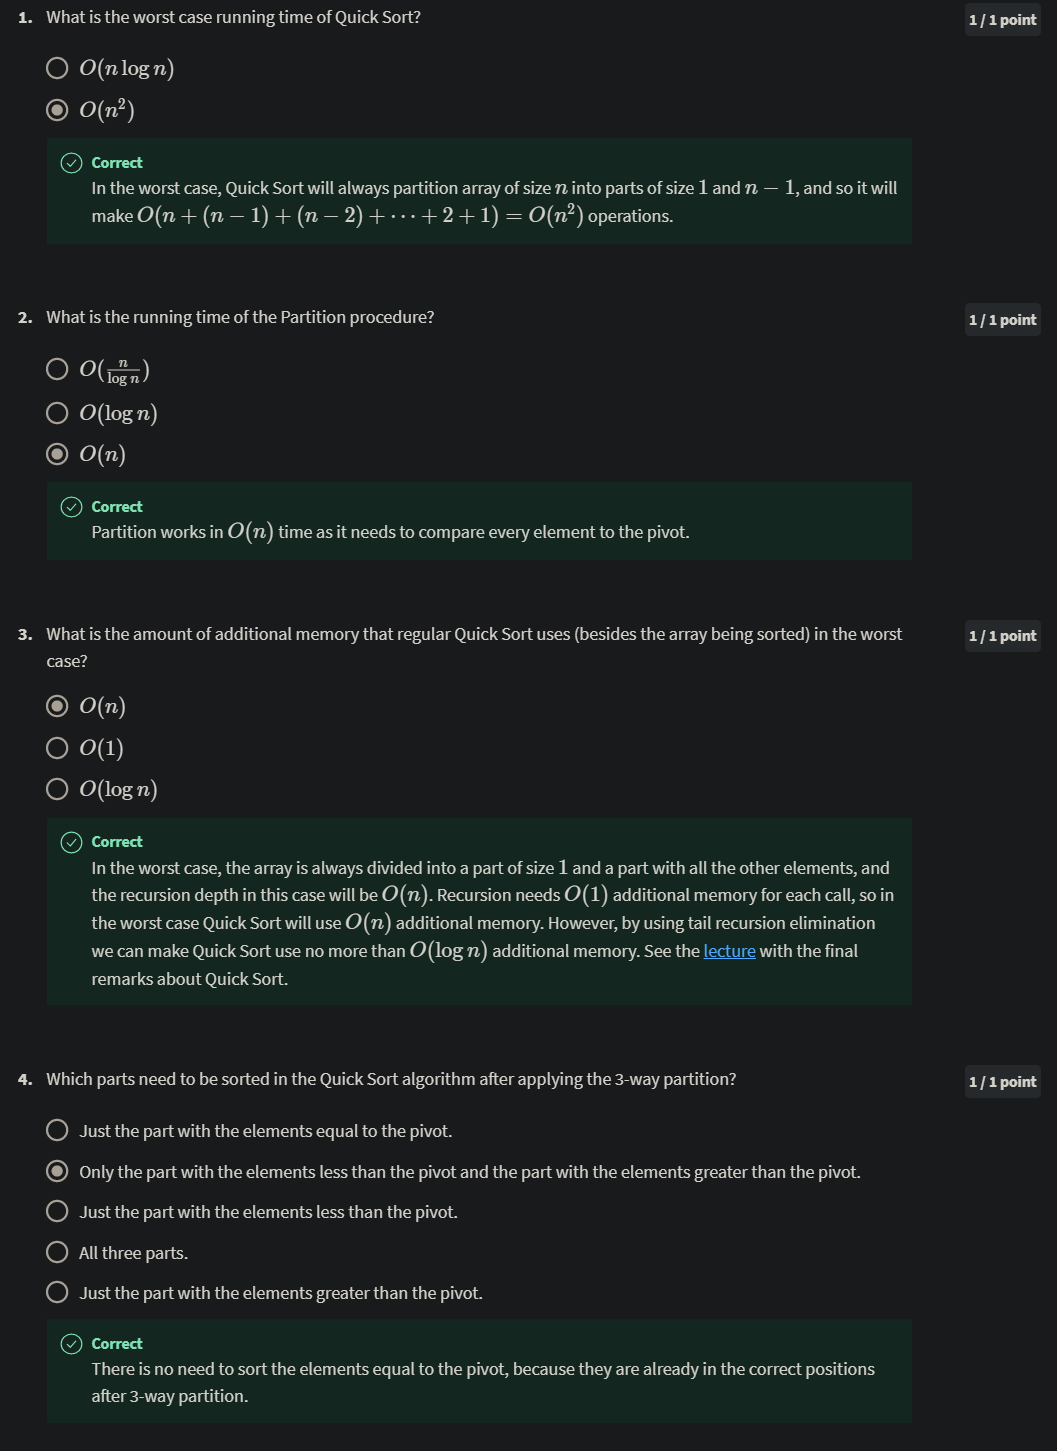 1. What is the worst case running time of Quick Sort?
1 / 1 point
O(n log n)
O(n²)
Correct
In the worst case, Quick Sort will always partition array of size n into parts of size 1 and n − 1, and so it will
make O(n + (n − 1) + (n − 2) + ⋯ + 2 + 1) = O(n²) operations.
2. What is the running time of the Partition procedure?
1 / 1 point
O(n/log n)
O(log n)
O(n)
Correct
Partition works in O(n) time as it needs to compare every element to the pivot.
3. What is the amount of additional memory that regular Quick Sort uses (besides the array being sorted) in the worst
case?
1 / 1 point
O(n)
O(1)
O(log n)
Correct
In the worst case, the array is always divided into a part of size 1 and a part with all the other elements, and
the recursion depth in this case will be O(n). Recursion needs O(1) additional memory for each call, so in
the worst case Quick Sort will use O(n) additional memory. However, by using tail recursion elimination
we can make Quick Sort use no more than O(log n) additional memory. See the lecture with the final
remarks about Quick Sort.
4. Which parts need to be sorted in the Quick Sort algorithm after applying the 3-way partition?
1 / 1 point
Just the part with the elements equal to the pivot.
Only the part with the elements less than the pivot and the part with the elements greater than the pivot.
Just the part with the elements less than the pivot.
All three parts.
Just the part with the elements greater than the pivot.
Correct
There is no need to sort the elements equal to the pivot, because they are already in the correct positions
after 3-way partition.